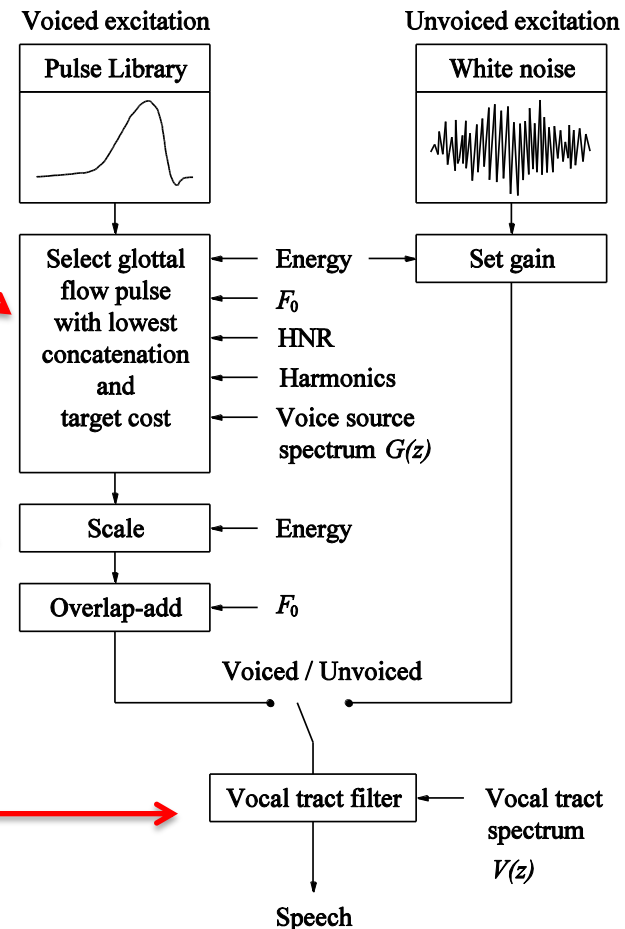 Voiced excitation
Unvoiced excitation
Pulse Library
White noise
Select glottal
flow pulse
with lowest
concatenation
and
target cost
Energy
F0
HNR
Harmonics
Voice source
spectrum G(z)
Set gain
Scale
Energy
Overlap-add
F0
Voiced / Unvoiced
Vocal tract filter
Vocal tract
spectrum
V(z)
Speech